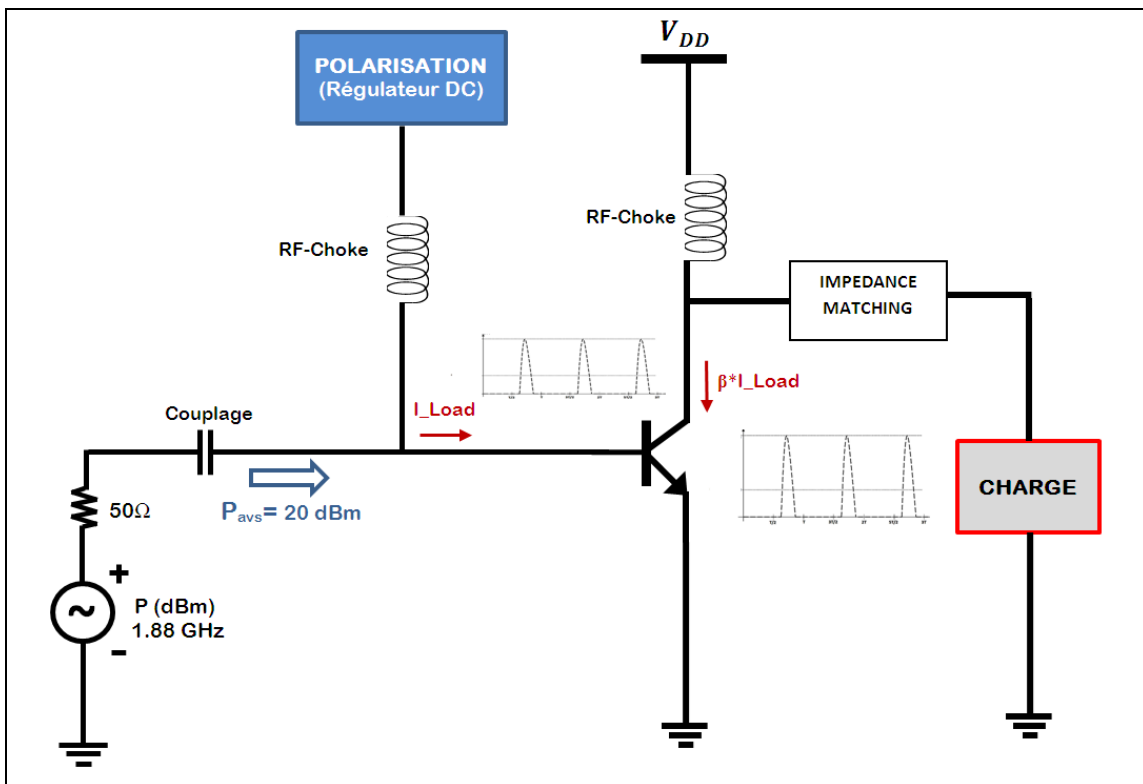 POLARISATION
(Régulateur DC)
V_DD
RF-Choke
RF-Choke
IMPEDANCE
MATCHING
Couplage
I_Load
β*I_Load
50Ω
P_avs= 20 dBm
CHARGE
+
~
-
P (dBm)
1.88 GHz